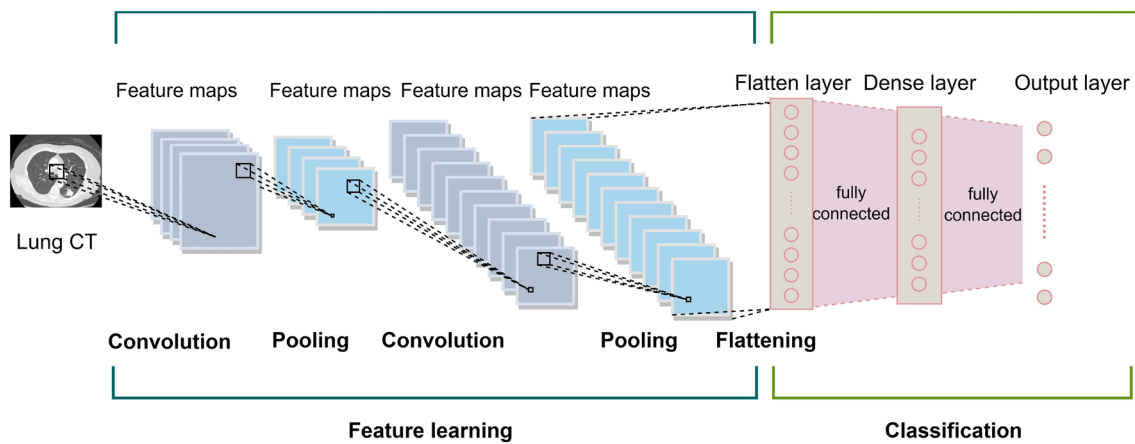 Feature maps
Feature maps
Feature maps
Feature maps
Flatten layer
Dense layer
Output layer
Lung CT
fully
connected
fully
connected
Convolution
Pooling
Convolution
Pooling
Flattening
Feature learning
Classification